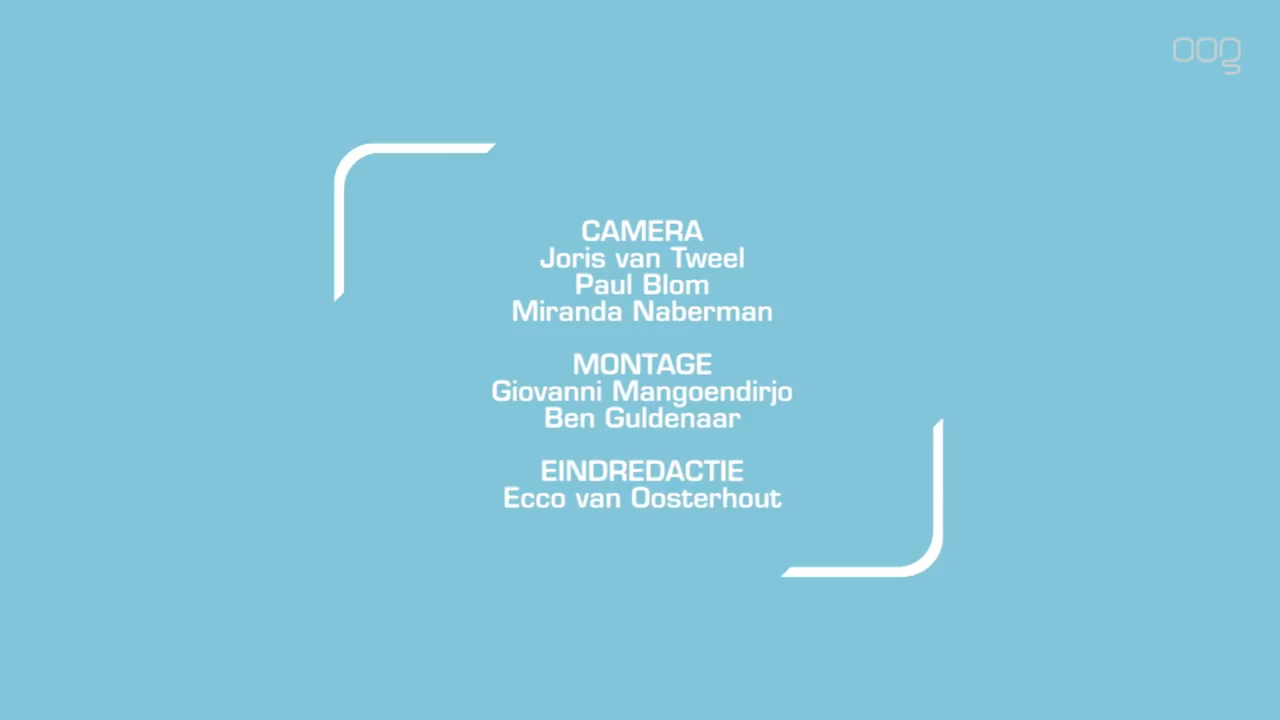 oog
CAMERA
Joris van Tweel
Paul Blom
Miranda Naberman
MONTAGE
Giovanni Mangoendirjo
Ben Guldenaar
EINDREDACTIE
Ecco van Oosterhout